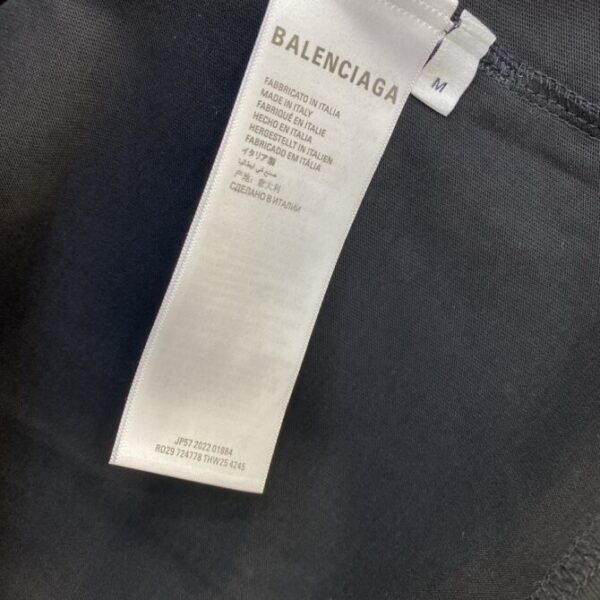 BALENCIAGA
M
FABBRICATO IN ITALIA
MADE IN ITALY
FABRIQUÉ EN ITALIE
HECHO EN ITALIA
HERGESTELLT IN ITALIEN
FABRICADO EM ITÁLIA
イタリア製
صنع في ايطاليا
产地：意大利
СДЕЛАНО В ИТАЛИИ
JP57 2022 01884
RD29 724778 THW25 4245